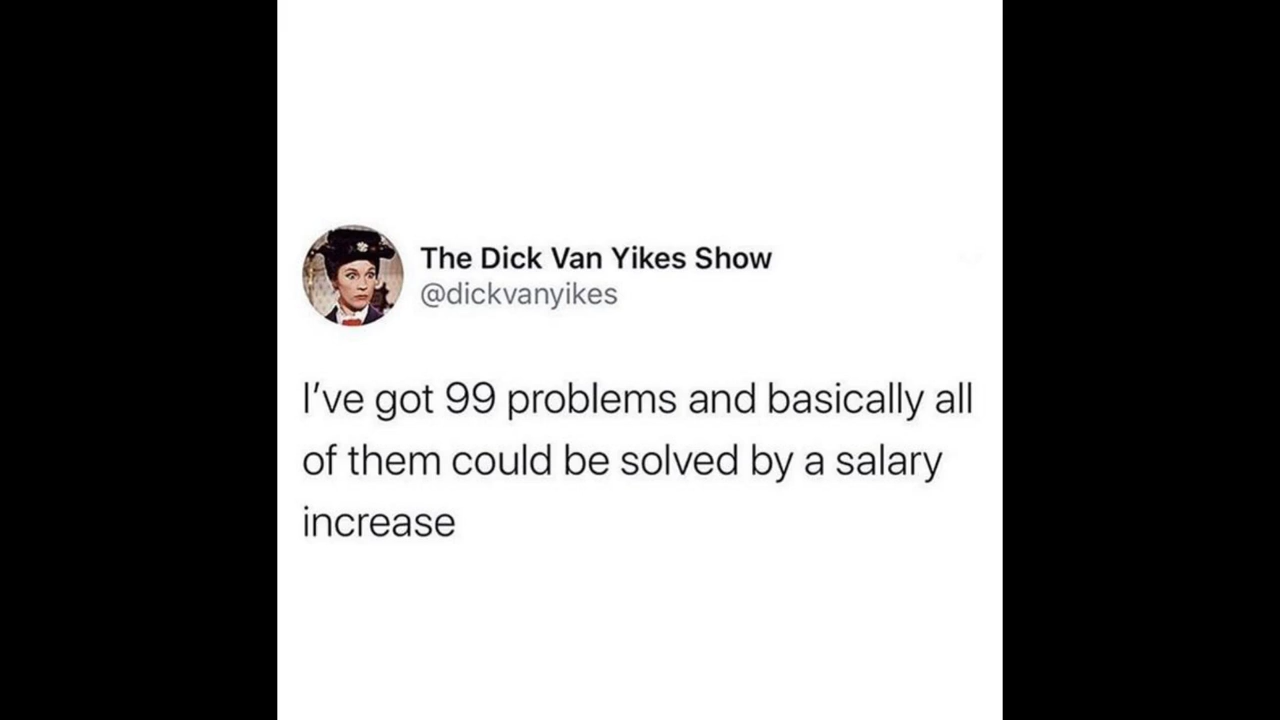 The Dick Van Yikes Show
@dickvanyikes
I've got 99 problems and basically all
of them could be solved by a salary
increase